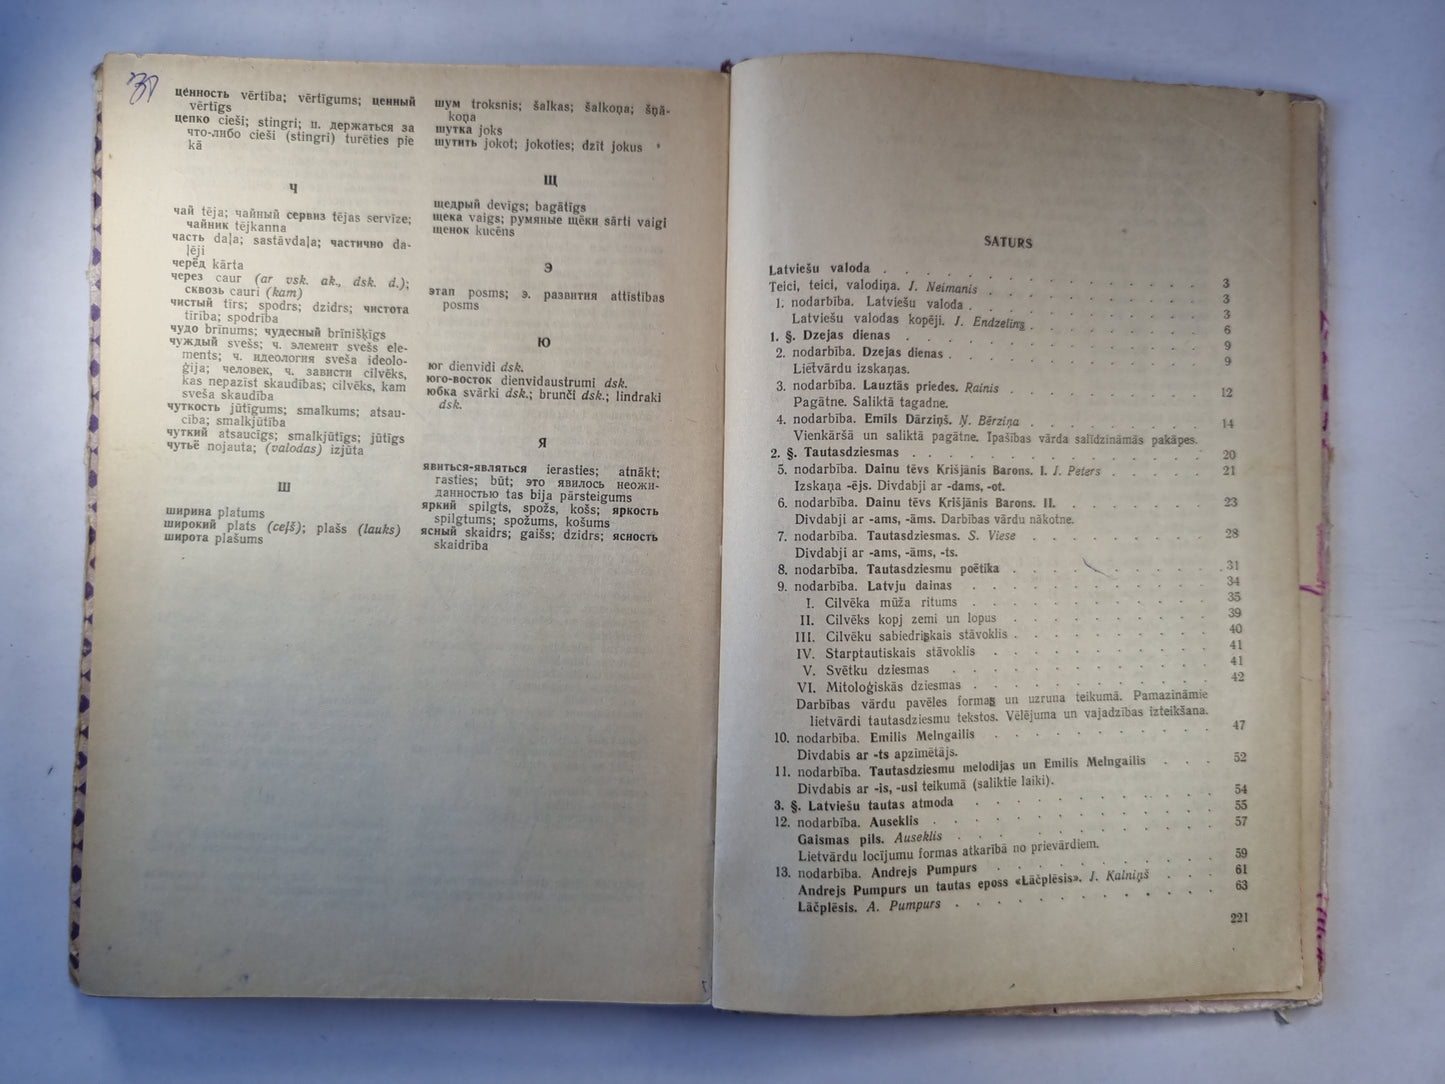 це́нность vērtība; vērtīgums; ценный
vērtīgs
цепко cieši; stingri; ц. держаться за
что-либо cieši (stingri) turēties pie
kā
Ч
чай tēja; чайный сервиз tējas servīze;
чайник tējkanna
часть daļa; sastāvdaļa; частично da-
ļēji
черёд kārta
через caur (ar vsk. ak., dsk. d.);
сквозь cauri (kam)
чистый tīrs; spodrs; dzidrs; чистота
tīrība; spodrība
чудо brīnums; чудесный brīnišķīgs
чуждый svešs; ч. элемент svešs ele-
ments; ч. идеология sveša ideolo-
ģija; человек, ч. зависти cilvēks,
kas nepazīst skaudības; cilvēks, kam
sveša skaudība
чуткость jūtīgums; smalkums; atsau-
cība; smalkjūtība
чуткий atsaucīgs; smalkjūtīgs; jūtīgs
чутьё nojauta; (valodas) izjūta
Ш
ширина platums
широкий plats (ceļš); plašs (lauks)
широта plašums
шум troksnis; šalkas; šalkoņa; šņā-
koņa
шутка joks
шутить jokot; jokoties; dzīt jokus
Щ
щедрый devīgs; bagātīgs
щека vaigs; румяные щёки sārti vaigi
щенок kucēns
Э
этап posms; э. развития attīstības
posms
Ю
юг dienvidi dsk.
юго-восток dienvidaustrumi dsk.
юбка svārki dsk.; brunči dsk.; lindraki
dsk.
Я
явиться-являться ierasties; atnākt;
rasties; būt; это явилось неожи-
данностью tas bija pārsteigums
яркий spilgts, spožs, košs; яркость
spilgtums; spožums, košums
ясный skaidrs; gaišs; dzidrs; ясность
skaidrība
SATURS
Latviešu valoda . . . . . . . . . . 3
Teici, teici, valodiņa. J. Neimanis . . . . . . . 3
1. nodarbība. Latviešu valoda . . . . . . . . 3
Latviešu valodas kopēji. J. Endzelīns . . . . . . 6
1. §. Dzejas dienas . . . . . . . . . . 9
2. nodarbība. Dzejas dienas . . . . . . . . 9
Lietvārdu izskaņas.
3. nodarbība. Lauztās priedes. Rainis . . . . . . 12
Pagātne. Saliktā tagadne.
4. nodarbība. Emīls Dārziņš. Ņ. Bērziņa . . . . . 14
Vienkāršā un saliktā pagātne. Īpašības vārda salīdzināmās pakāpes.
2. §. Tautasdziesmas . . . . . . . . . 20
5. nodarbība. Dainu tēvs Krišjānis Barons. I. J. Peters . . . . . 21
Izskaņa -ējs. Divdabji ar -dams, -ot.
6. nodarbība. Dainu tēvs Krišjānis Barons. II. . . . . . 23
Divdabji ar -ams, -āms. Darbības vārdu nākotne.
7. nodarbība. Tautasdziesmas. S. Viese . . . . . . 28
Divdabji ar -ams, -āms, -ts.
8. nodarbība. Tautasdziesmu poētika . . . . . . 31
9. nodarbība. Latvju dainas . . . . . . . 34
I. Cilvēka mūža ritums . . . . . . . 35
II. Cilvēks kopj zemi un lopus . . . . . . 39
III. Cilvēku sabiedriskais stāvoklis . . . . . . 40
IV. Starptautiskais stāvoklis . . . . . . 41
V. Svētku dziesmas . . . . . . . 41
VI. Mitoloģiskās dziesmas . . . . . . . 42
Darbības vārdu pavēles formas un uzruna teikumā. Pamazināmie
lietvārdi tautasdziesmu tekstos. Vēlējuma un vajadzības izteikšana.
10. nodarbība. Emilis Melngailis . . . . . . . 47
Divdabis ar -ts apzīmētājs.
11. nodarbība. Tautasdziesmu melodijas un Emilis Melngailis . . . 52
Divdabis ar -is, -usi teikumā (saliktie laiki).
3. §. Latviešu tautas atmoda . . . . . . . 54
12. nodarbība. Auseklis . . . . . . . . 55
Gaismas pils. Auseklis . . . . . . . . 57
Lietvārdu locījumu formas atkarībā no prievārdiem.
13. nodarbība. Andrejs Pumpurs . . . . . . . 59
Andrejs Pumpurs un tautas eposs «Lāčplēsis». J. Kalniņš . . . 61
Lāčplēsis. A. Pumpurs . . . . . . . . 63
221